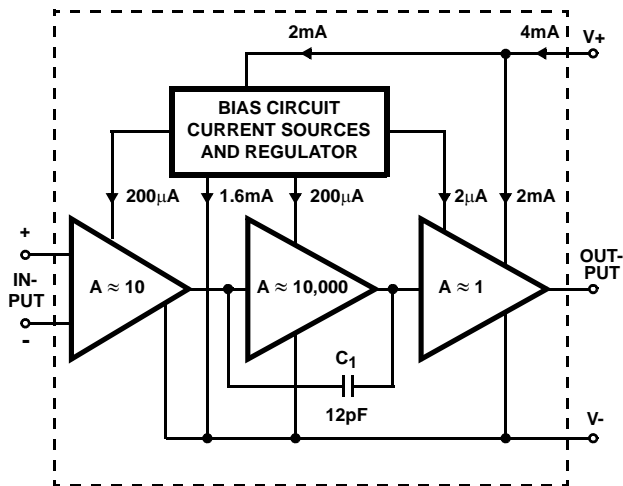 2mA
4mA
V+
BIAS CIRCUIT
CURRENT SOURCES
AND REGULATOR
200μA
1.6mA
200μA
2μA
2mA
+
IN-
PUT
-
A ≈ 10
A ≈ 10,000
A ≈ 1
OUT-
PUT
C1
12pF
V-